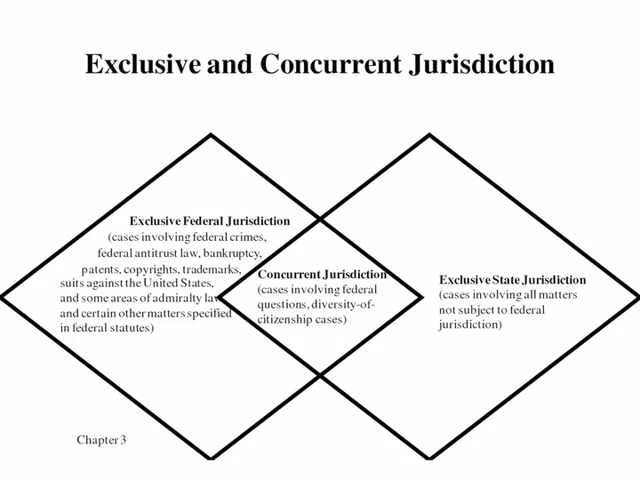 Exclusive and Concurrent Jurisdiction
Exclusive Federal Jurisdiction
(cases involving federal crimes,
federal antitrust law, bankruptcy,
patents, copyrights, trademarks,
suits against the United States,
and some areas of admiralty law
and certain other matters specified
in federal statutes)
Concurrent Jurisdiction
(cases involving federal
questions, diversity-of-
citizenship cases)
Exclusive State Jurisdiction
(cases involving all matters
not subject to federal
jurisdiction)
Chapter 3